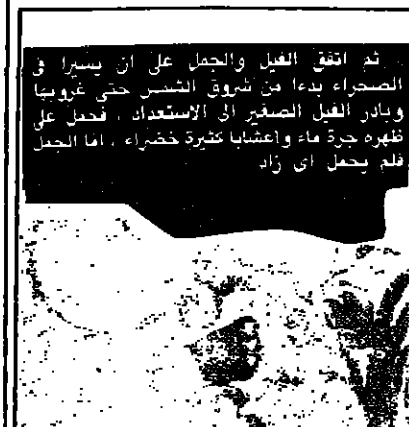 ثم اتفق الفيل والجمل على ان يسيرا في
الصحراء بدءا من شروق الشمس حتى غروبها
وبادر الفيل الصغير الى الاستعداد ، فحمل على
ظهره جرة ماء واعشابا كثيرة خضراء ، اما الجمل
فلم يحمل اى زاد